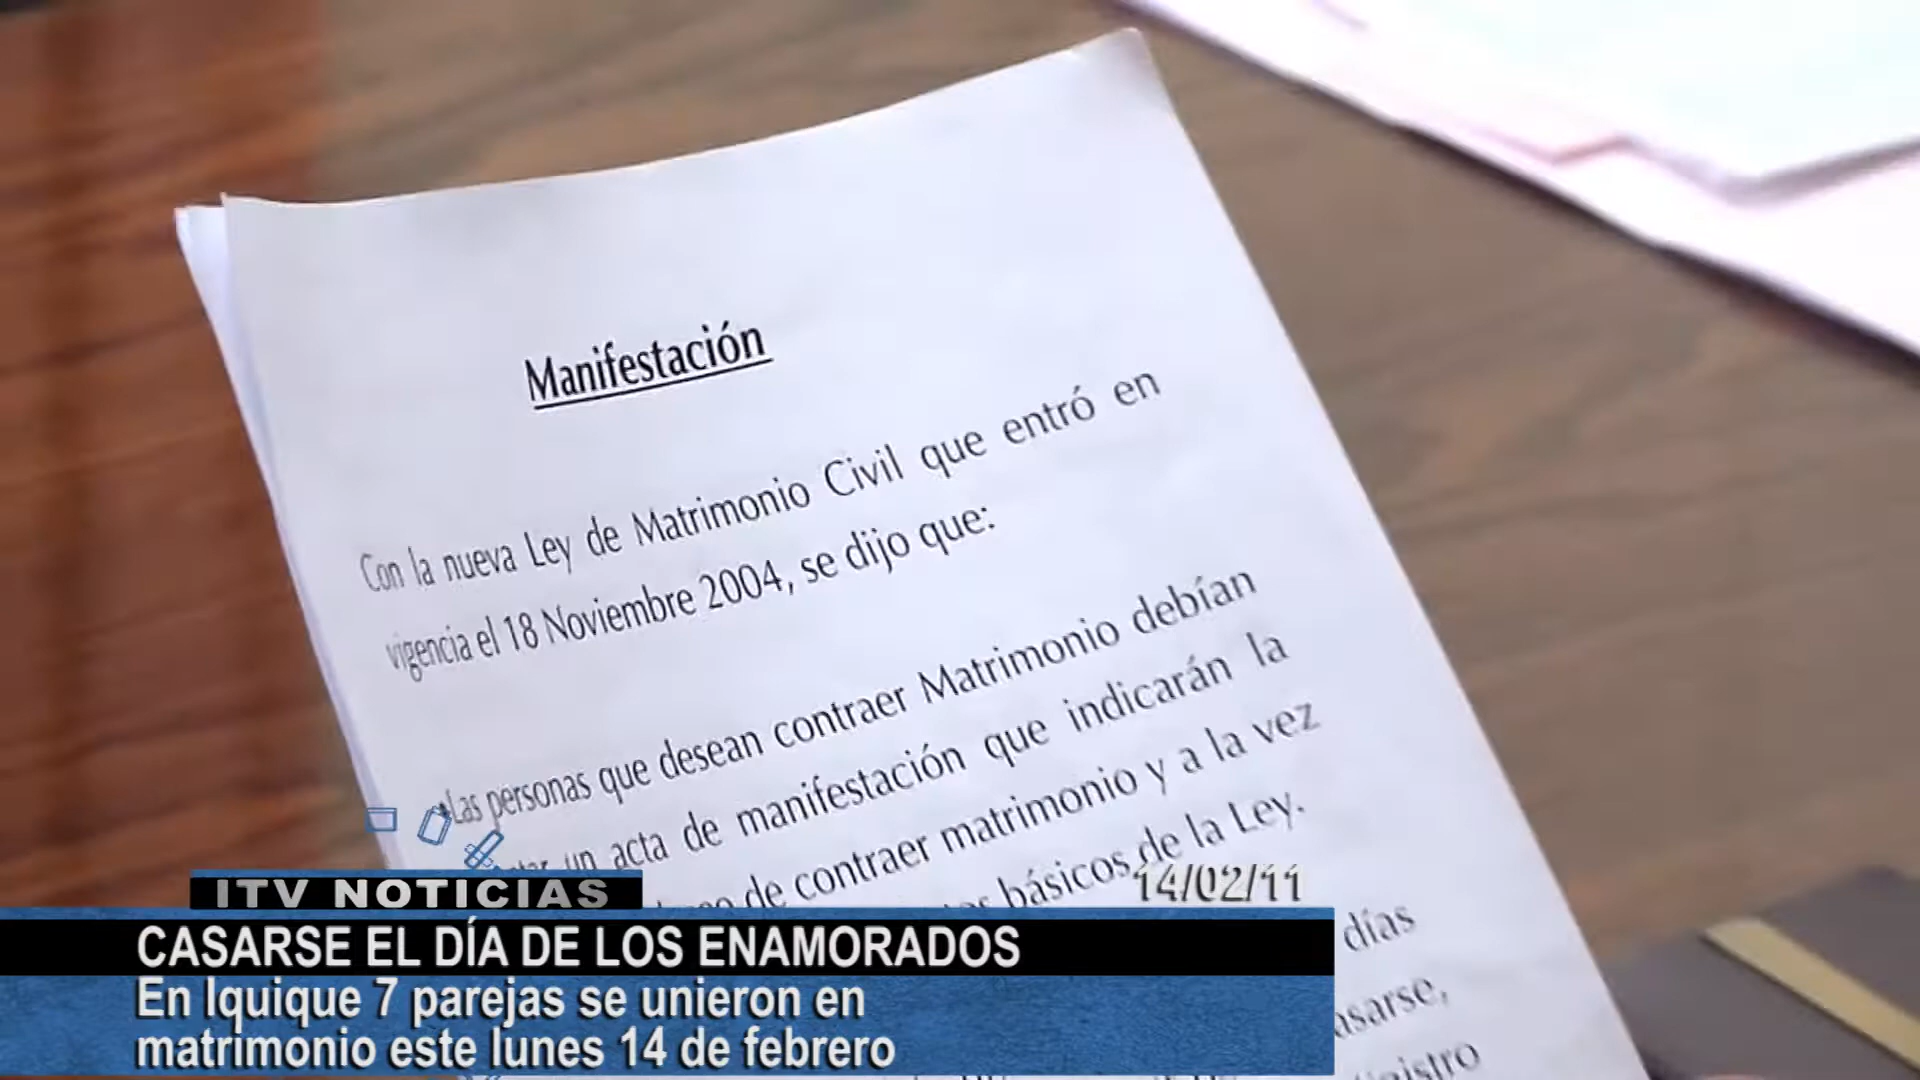 Manifestación
Con la nueva Ley de Matrimonio Civil que entró en
vigencia el 18 Noviembre 2004, se dijo que:
las personas que desean contraer Matrimonio debían
un acta de manifestación que indicarán la
de contraer matrimonio y a la vez
básicos de la Ley.
días
ITV NOTICIAS
14/02/11
CASARSE EL DÍA DE LOS ENAMORADOS
En Iquique 7 parejas se unieron en
matrimonio este lunes 14 de febrero